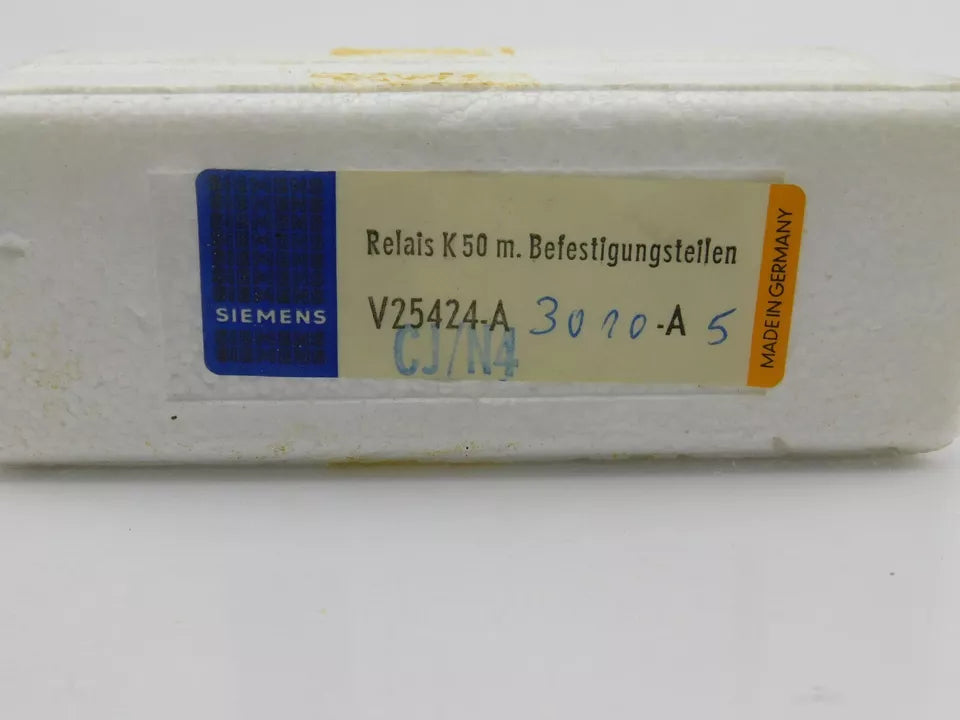 Relais K 50 m. Befestigungsteilen
SIEMENS
V25424-A 3010-A 5
CJ/N4
MADE IN GERMANY